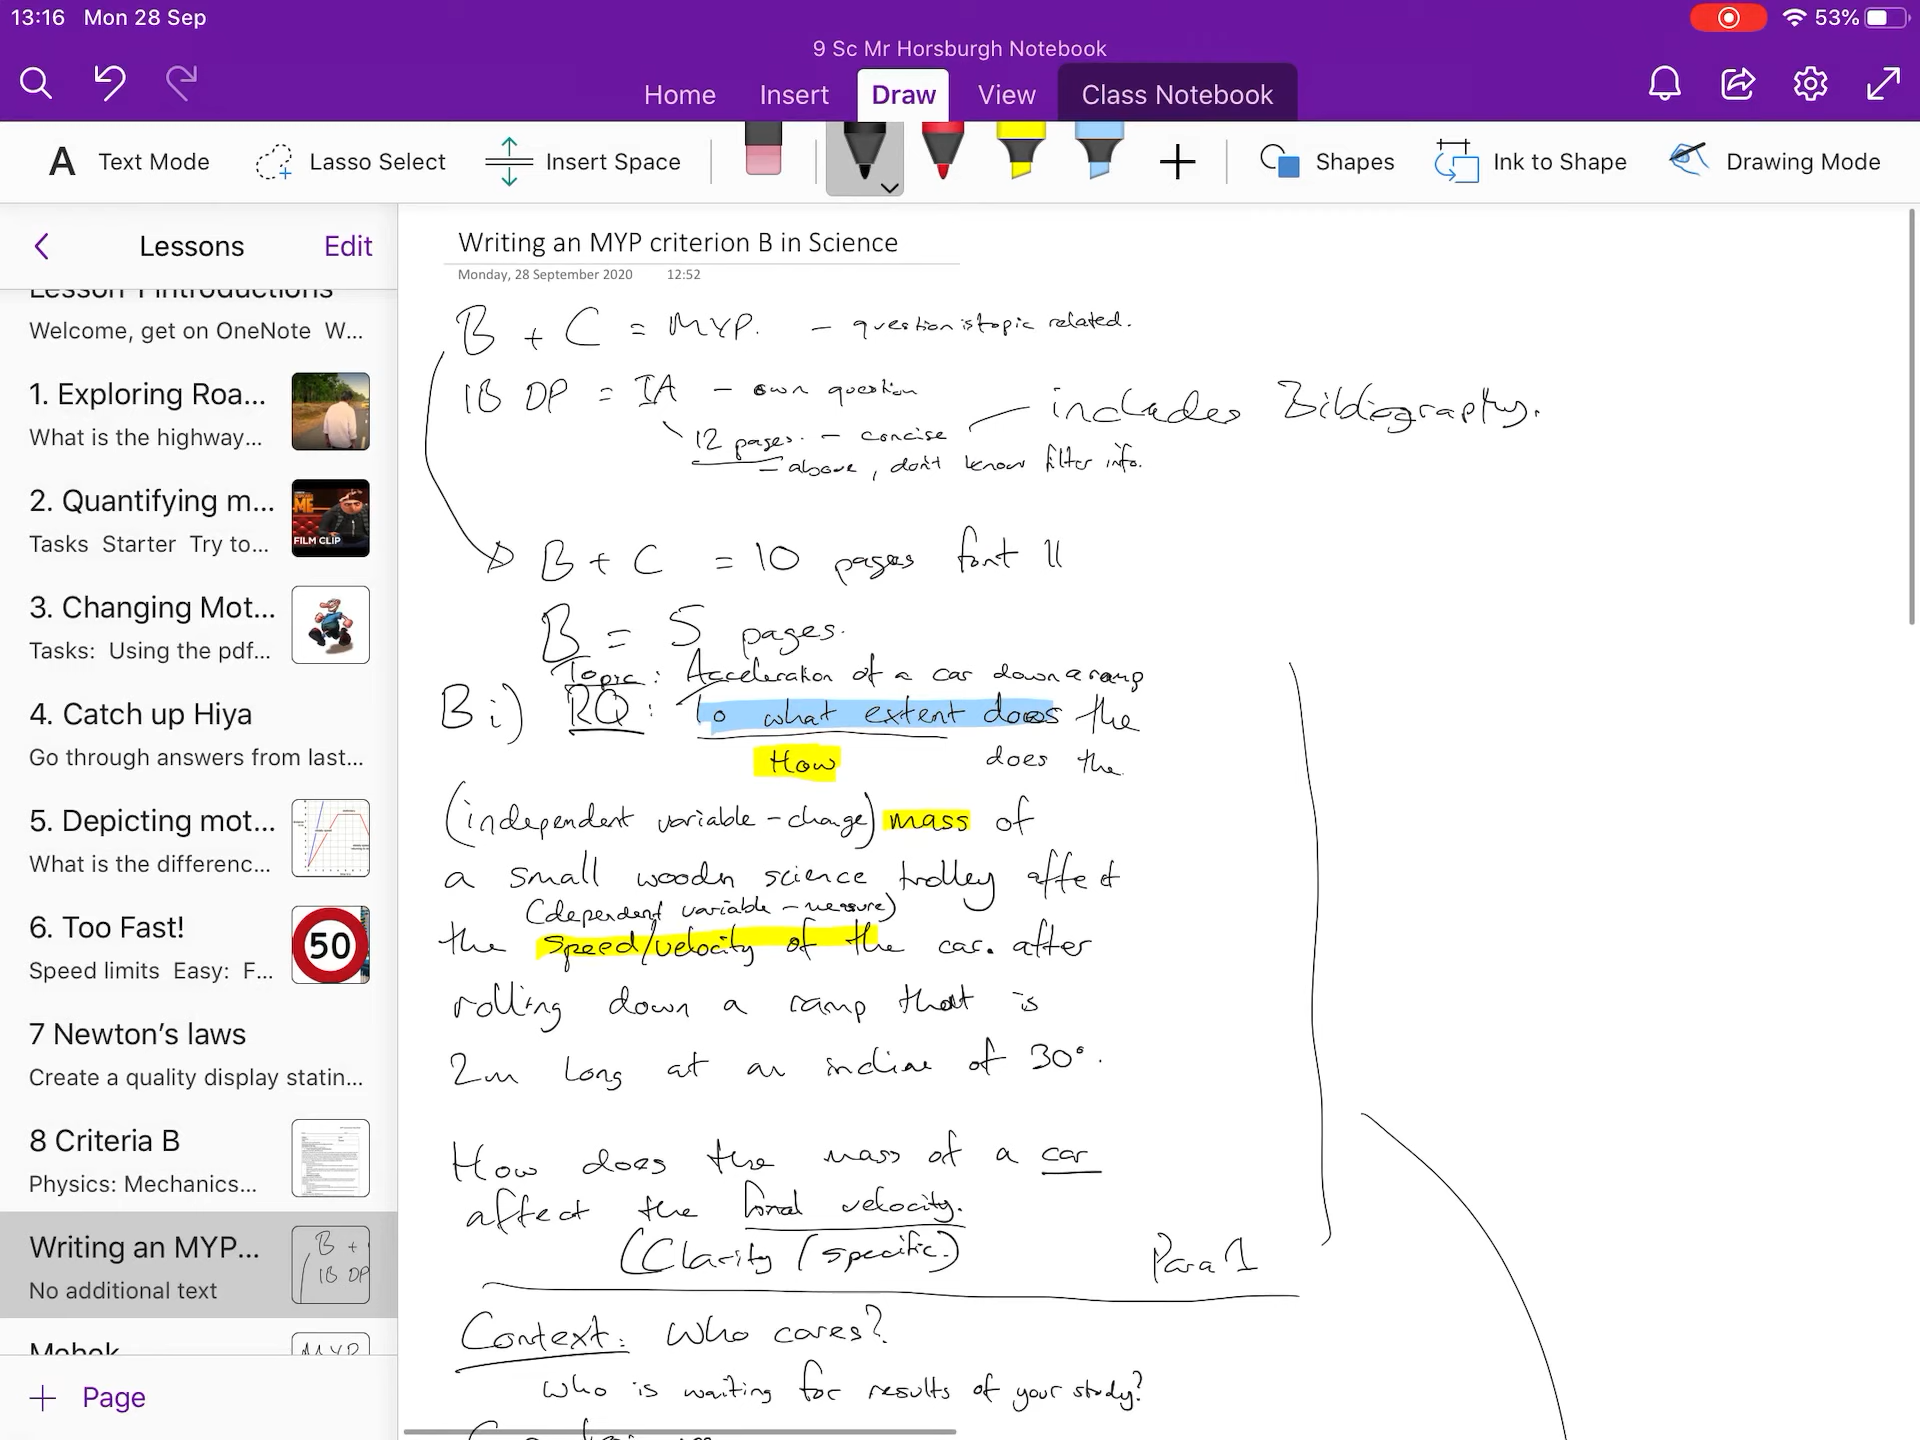 13:16 Mon 28 Sep
53%
9 Sc Mr Horsburgh Notebook
Home Insert Draw View Class Notebook
A Text Mode Lasso Select Insert Space Shapes Ink to Shape Drawing Mode
Lessons Edit
Lesson 1 Introductions
Welcome, get on OneNote W...
1. Exploring Roa...
What is the highway...
2. Quantifying m...
Tasks Starter Try to...
ME
FILM CLIP
3. Changing Mot...
Tasks: Using the pdf...
4. Catch up Hiya
Go through answers from last...
5. Depicting mot...
What is the differenc...
6. Too Fast!
Speed limits Easy: F...
50
7 Newton's laws
Create a quality display statin...
8 Criteria B
Physics: Mechanics...
Writing an MYP...
No additional text
B +
IB DP
Mehek
MYP
+ Page
Writing an MYP criterion B in Science
Monday, 28 September 2020 12:52
B + C = MYP. - question is topic related.
IB DP = IA - own question
12 pages. - concise includes Bibliography.
= above, don't know filter info.
B + C = 10 pages font 11
B = 5 pages.
Topic: Acceleration of a car down a ramp
B i) RQ: To what extent does the
How does the
(independent variable - change) mass of
a small wooden science trolley affect
(dependent variable - measure)
the speed/velocity of the car. after
rolling down a ramp that is
2m long at an incline of 30°.
How does the mass of a car
affect the final velocity.
(Clarity / specific.) Para 1
Context: Who cares?
Who is waiting for results of your study?